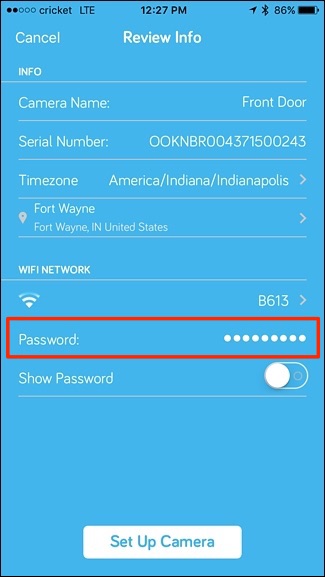 cricket LTE 12:27 PM 86%
Cancel Review Info
INFO
Camera Name: Front Door
Serial Number: OOKNBR004371500243
Timezone America/Indiana/Indianapolis
Fort Wayne
Fort Wayne, IN United States
WIFI NETWORK
B613
Password: ●●●●●●●●●
Show Password
Set Up Camera